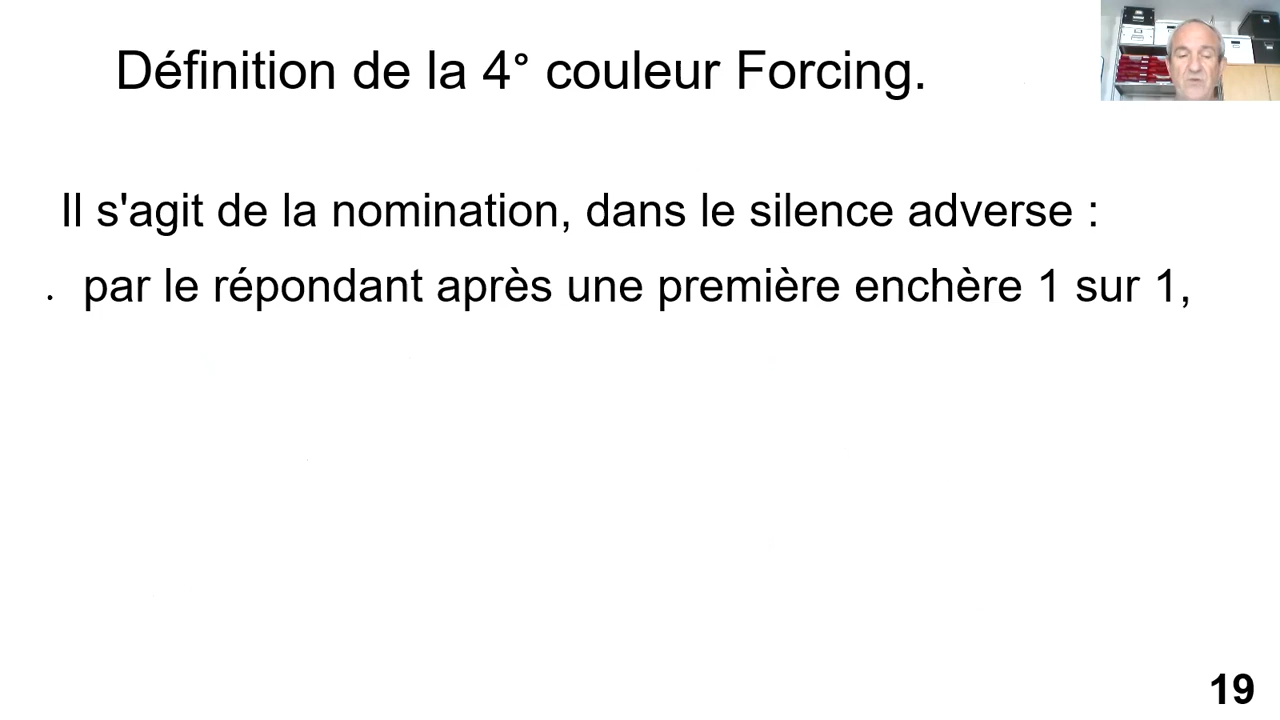 Définition de la 4° couleur Forcing.
Il s'agit de la nomination, dans le silence adverse :
. par le répondant après une première enchère 1 sur 1,
19